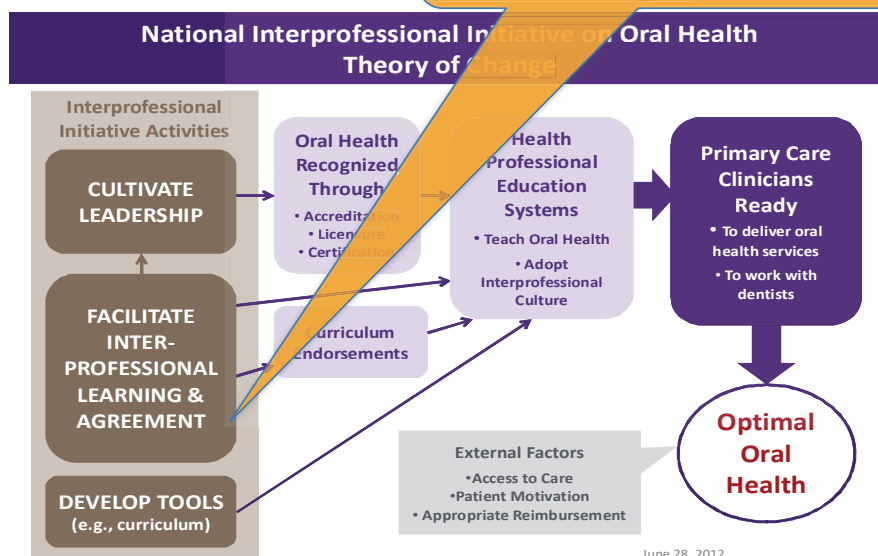 National Interprofessional Initiative on Oral Health
Theory of Change
Interprofessional
Initiative Activities
CULTIVATE
LEADERSHIP
FACILITATE
INTER-
PROFESSIONAL
LEARNING &
AGREEMENT
DEVELOP TOOLS
(e.g., curriculum)
Oral Health
Recognized
Through
• Accreditation
• Licensure
• Certification
Curriculum
Endorsements
Health
Professional
Education
Systems
• Teach Oral Health
• Adopt
Interprofessional
Culture
Primary Care
Clinicians
Ready
• To deliver oral
health services
• To work with
dentists
External Factors
•Access to Care
•Patient Motivation
• Appropriate Reimbursement
Optimal
Oral
Health
June 28, 2012